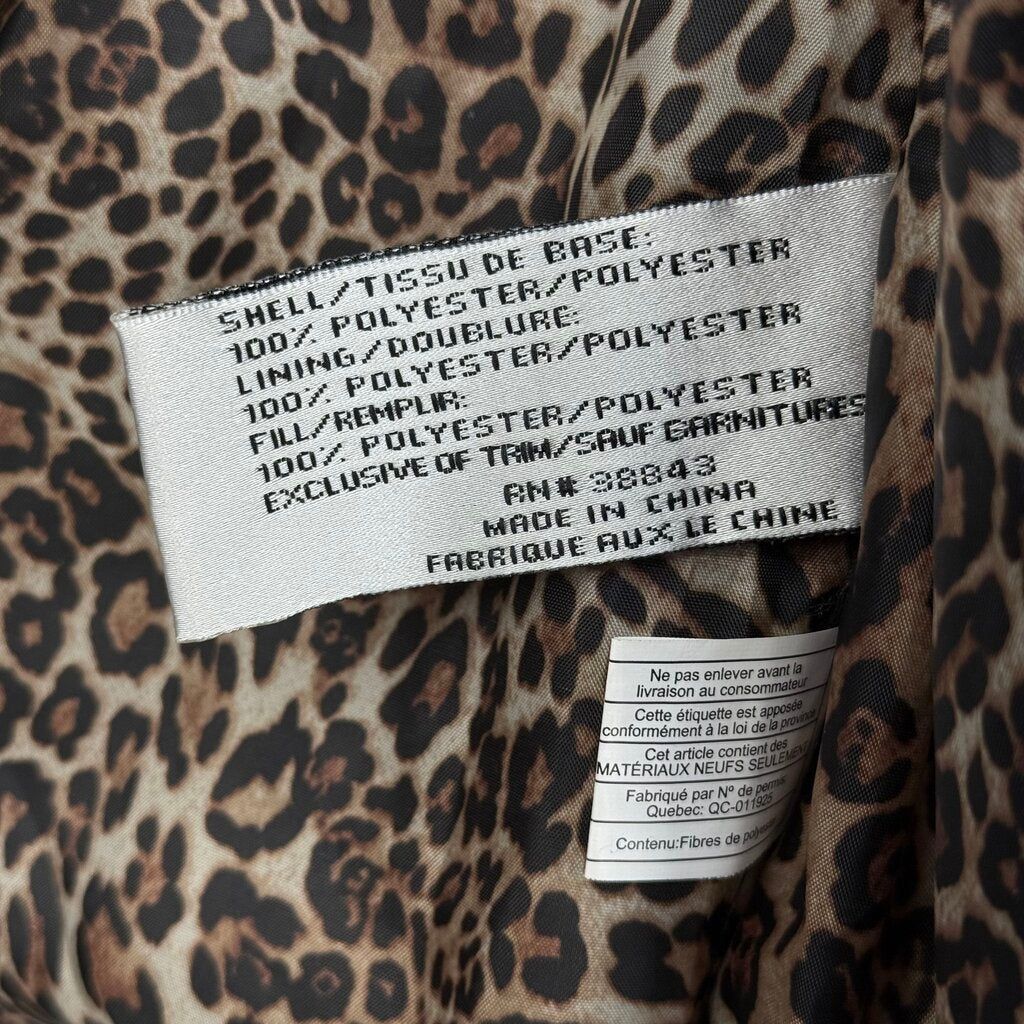 SHELL/TISSU DE BASE:
100% POLYESTER/POLYESTER
LINING/DOUBLURE:
100% POLYESTER/POLYESTER
FILL/REMPLIR:
100% POLYESTER/POLYESTER
EXCLUSIVE OF TRIM/SAUF GARNITURES
RN# 38843
MADE IN CHINA
FABRIQUE AUX LE CHINE
Ne pas enlever avant la
livraison au consommateur
Cette étiquette est apposée
conformément à la loi de la province
Cet article contient des
MATÉRIAUX NEUFS SEULEMENT
Fabriqué par Nº de permis
Quebec: QC-011925
Contenu:Fibres de